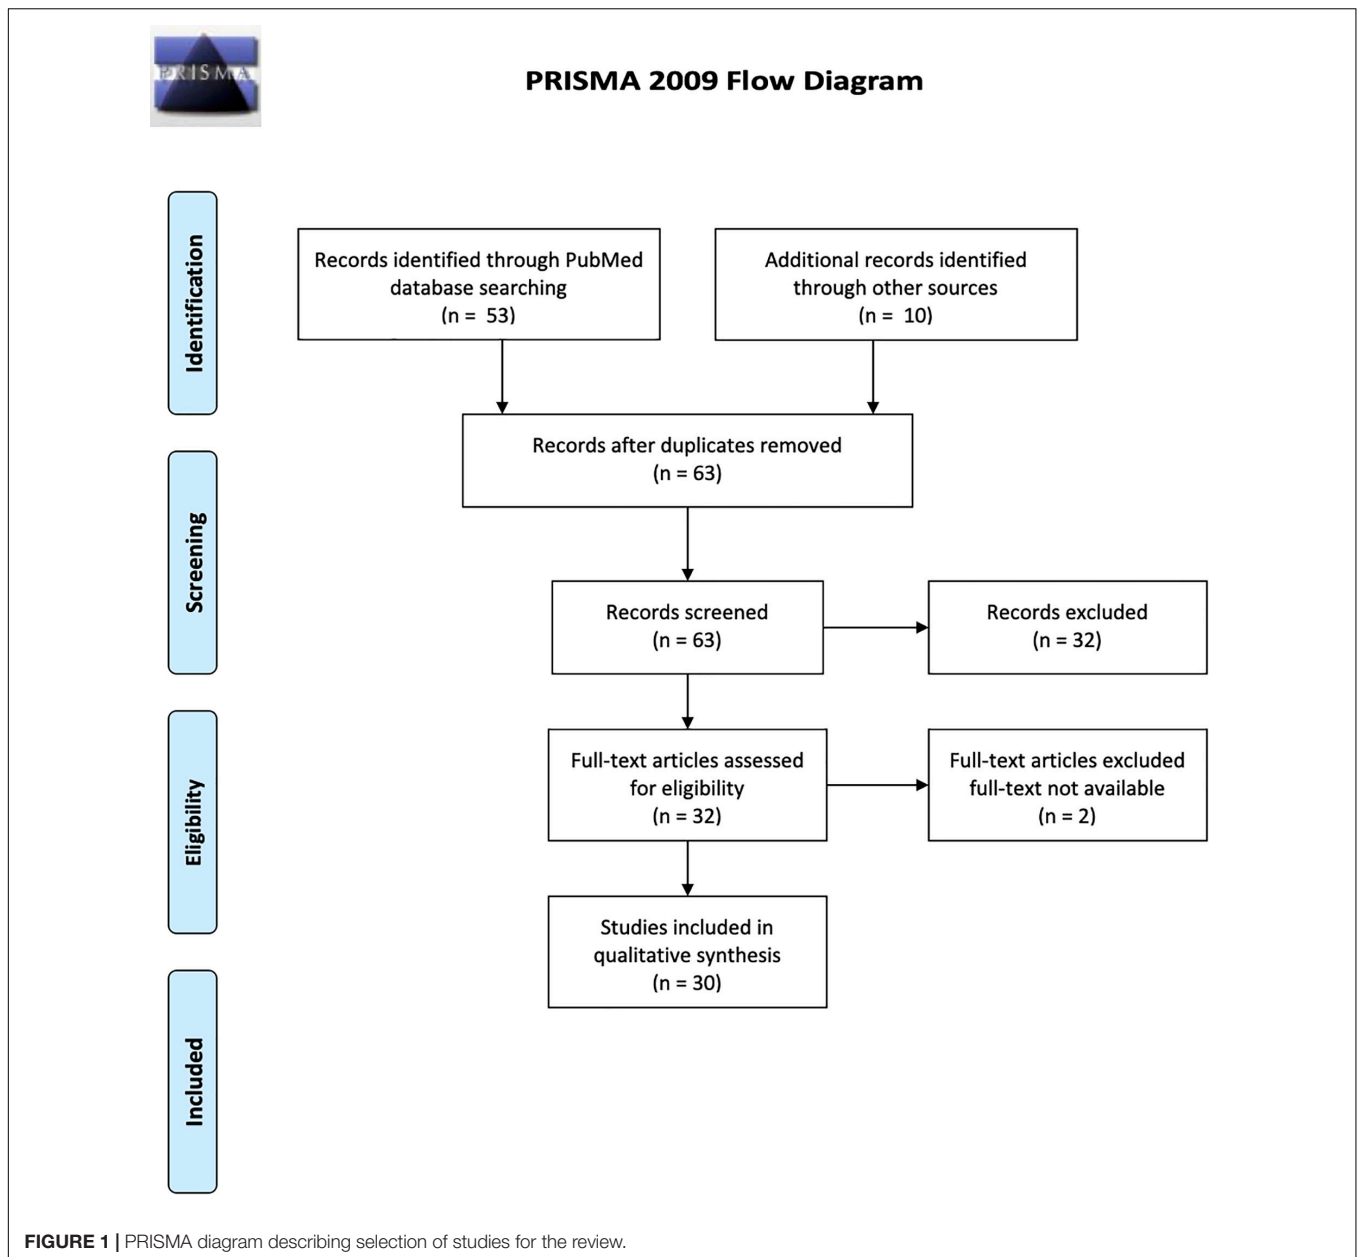 PRISMA
PRISMA 2009 Flow Diagram
Identification
Records identified through PubMed
database searching
(n = 53)
Additional records identified
through other sources
(n = 10)
Records after duplicates removed
(n = 63)
Screening
Records screened
(n = 63)
Records excluded
(n = 32)
Eligibility
Full-text articles assessed
for eligibility
(n = 32)
Full-text articles excluded
full-text not available
(n = 2)
Studies included in
qualitative synthesis
(n = 30)
Included
FIGURE 1 | PRISMA diagram describing selection of studies for the review.